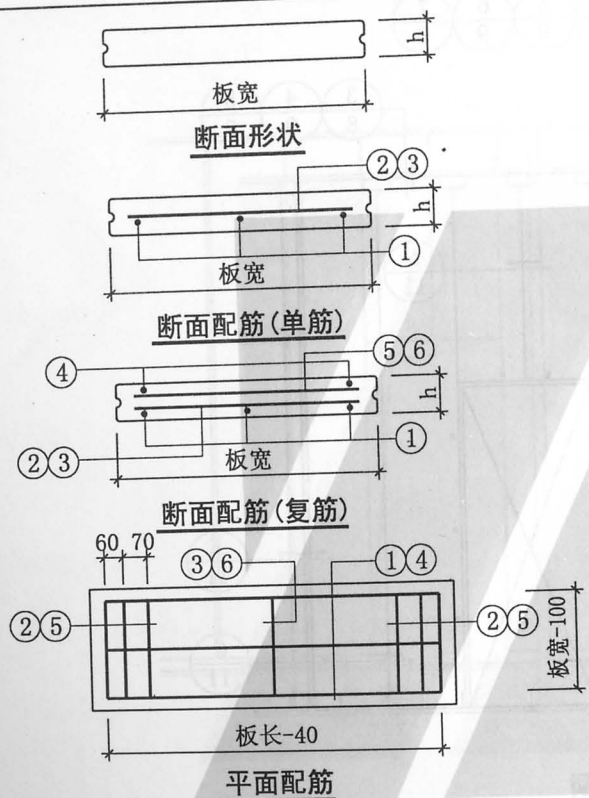 h
板宽
断面形状
②③
h
①
板宽
断面配筋(单筋)
④
⑤⑥
h
①
②③
板宽
断面配筋(复筋)
60 70
③⑥
①④
②⑤
②⑤
板宽-100
板长-40
平面配筋